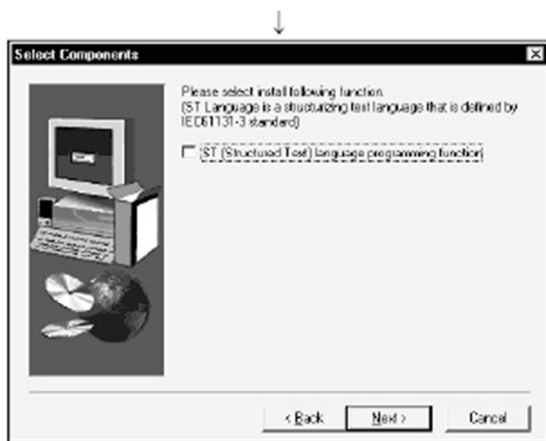 ↓
Select Components
Please select install following function.
(ST Language is a structurizing text language that is defined by
IEC61131-3 standard)
ST (Structured Text) language programming function
< Back
Next >
Cancel